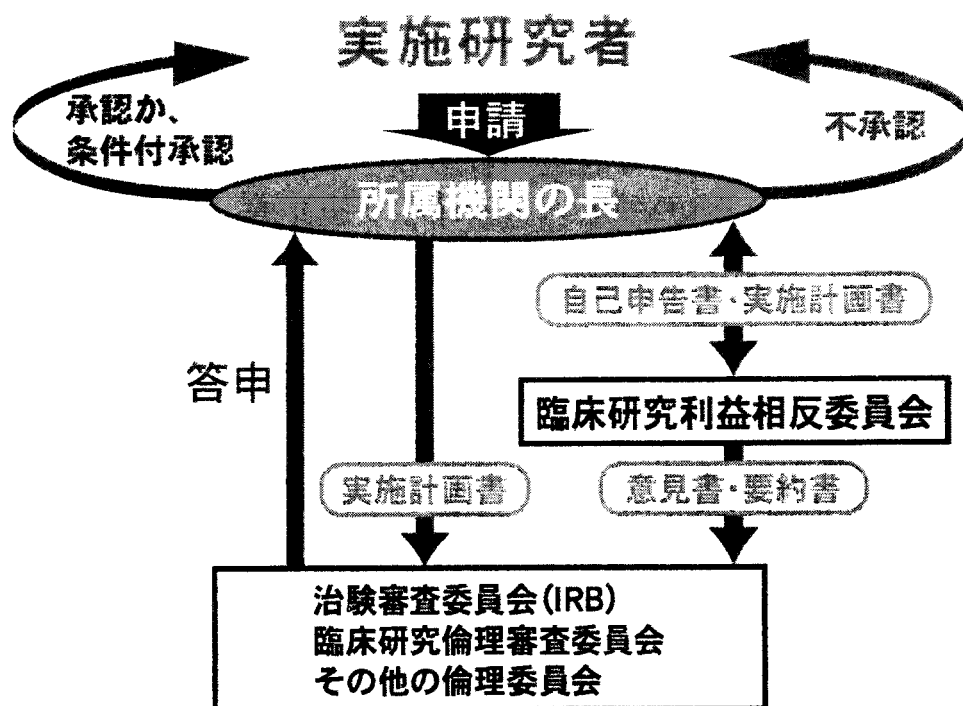 実施研究者
承認か、
条件付承認
申請
不承認
所属機関の長
自己申告書・実施計画書
答申
臨床研究利益相反委員会
実施計画書
意見書・要約書
治験審査委員会(IRB)
臨床研究倫理審査委員会
その他の倫理委員会